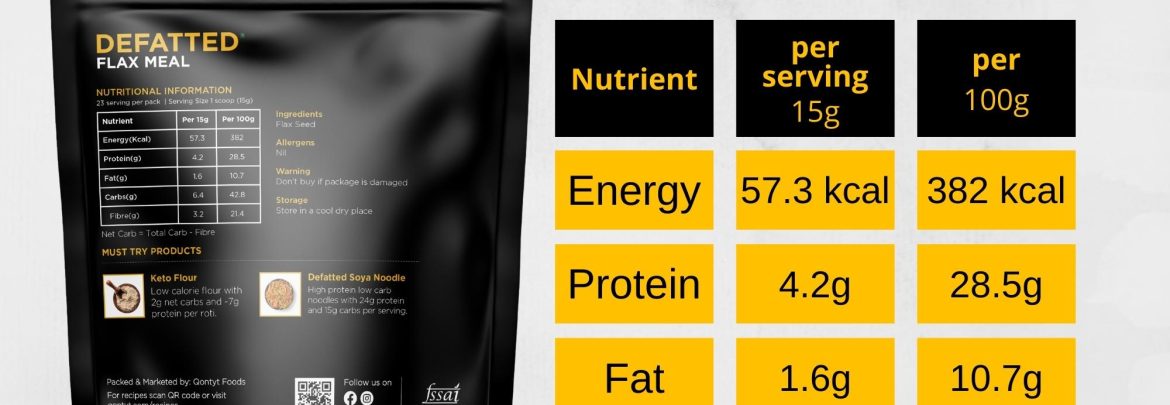 DEFATTED
FLAX MEAL
NUTRITIONAL INFORMATION
23 serving per pack | Serving Size 1 scoop (15g)
Nutrient Per 15g Per 100g
Energy(Kcal) 57.3 382
Protein(g) 4.2 28.5
Fat(g) 1.6 10.7
Carbs(g) 6.4 42.8
Fibre(g) 3.2 21.4
Net Carb = Total Carb - Fibre
Ingredients
Flax Seed
Allergens
Nil
Warning
Don't buy if package is damaged
Storage
Store in a cool dry place
MUST TRY PRODUCTS
Keto Flour
Low calorie flour with
2g net carbs and ~7g
protein per roti.
Defatted Soya Noodle
High protein low carb
noodles with 24g protein
and 15g carbs per serving.
Packed & Marketed by: Qontyt Foods
For recipes scan QR code or visit
Follow us on
fssai
Nutrient
per
serving
15g
per
100g
Energy 57.3 kcal 382 kcal
Protein 4.2g 28.5g
Fat 1.6g 10.7g